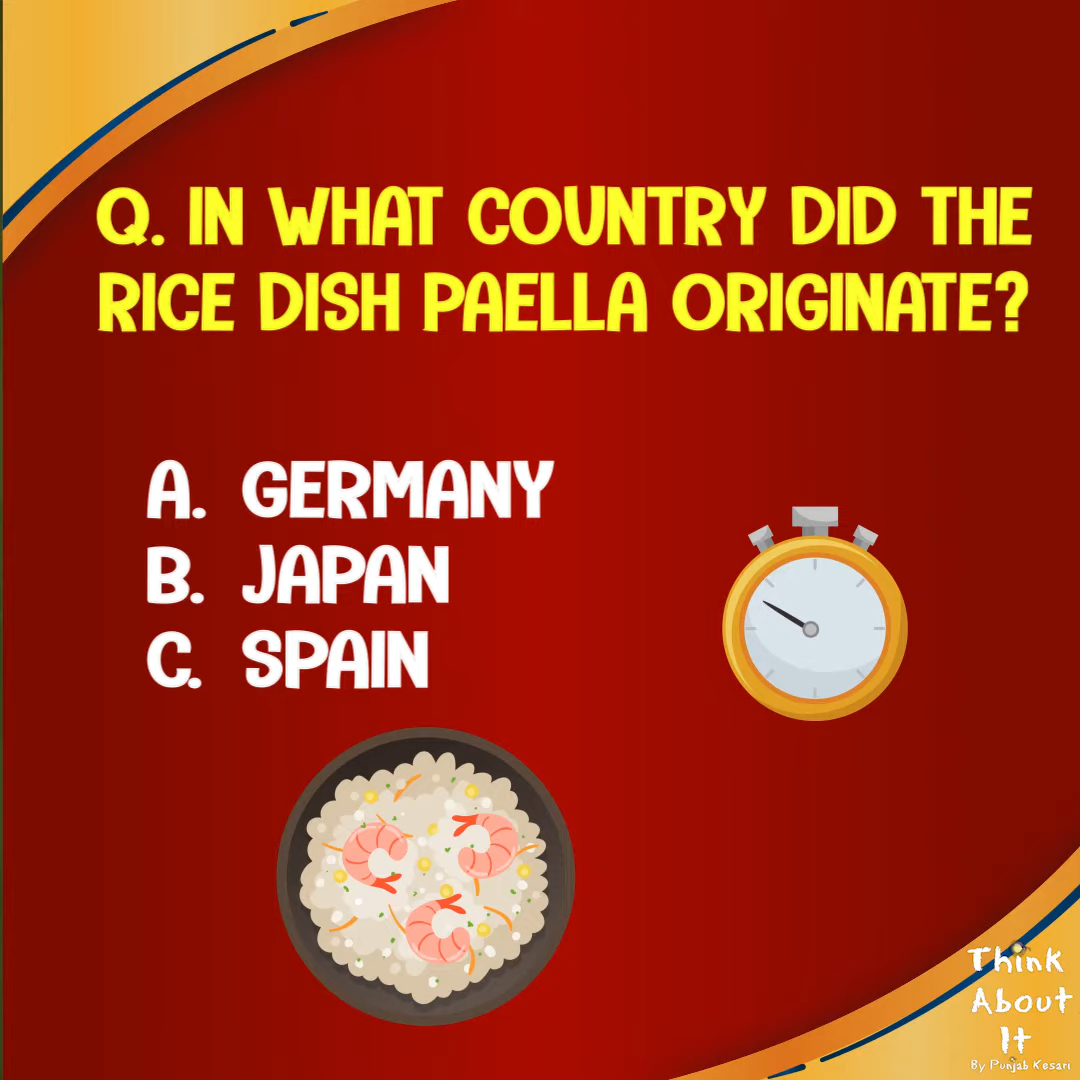 Q. IN WHAT COUNTRY DID THE
RICE DISH PAELLA ORIGINATE?
A. GERMANY
B. JAPAN
C. SPAIN
Think
About
It
By Punjab Kesari